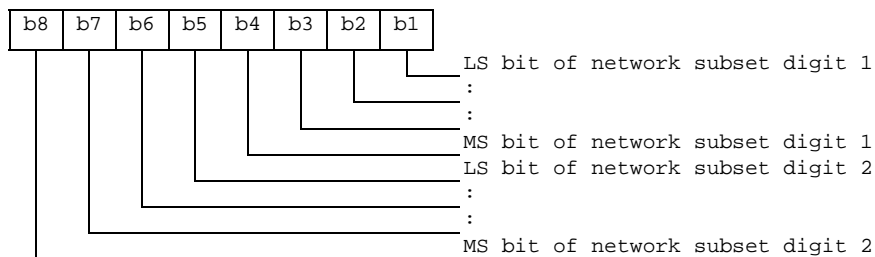 b8 b7 b6 b5 b4 b3 b2 b1
LS bit of network subset digit 1
:
:
MS bit of network subset digit 1
LS bit of network subset digit 2
:
:
MS bit of network subset digit 2